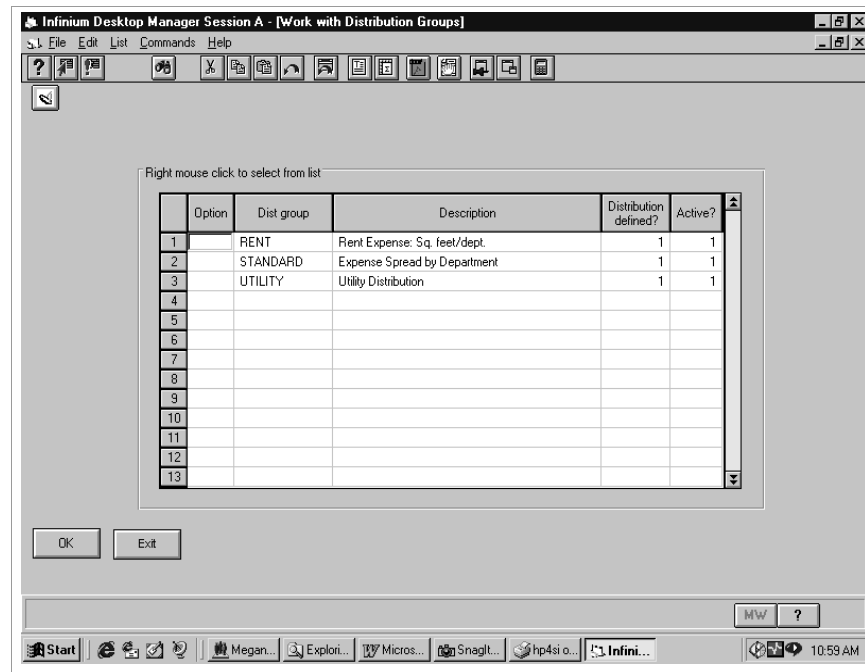 Infinium Desktop Manager Session A - [Work with Distribution Groups]
File Edit List Commands Help
Right mouse click to select from list
Option Dist group Description Distribution defined? Active?
1 RENT Rent Expense: Sq. feet/dept. 1 1
2 STANDARD Expense Spread by Department 1 1
3 UTILITY Utility Distribution 1 1
4
5
6
7
8
9
10
11
12
13
OK Exit
MW ?
Start Megan... Explori... Micros... SnagIt... hp4si o... Infini... 10:59 AM